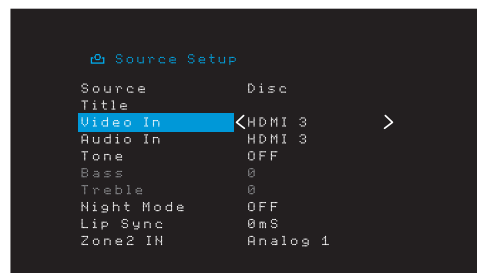 Source Setup
Source Disc
Title
Video In < HDMI 3 >
Audio In HDMI 3
Tone OFF
Bass 0
Treble 0
Night Mode OFF
Lip Sync 0mS
Zone2 IN Analog 1